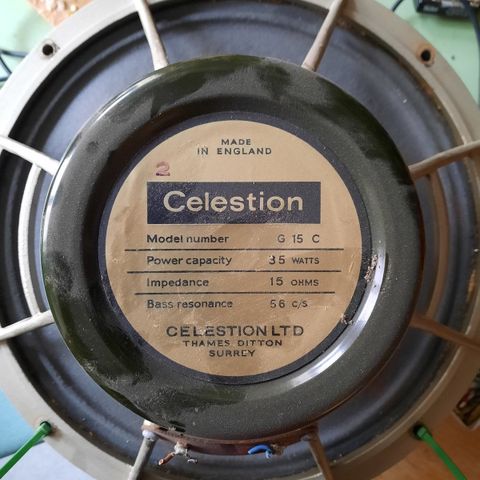 MADE
IN ENGLAND
2
Celestion
Model number G 15 C
Power capacity 35 WATTS
Impedance 15 OHMS
Bass resonance 56 C/S
CELESTION LTD
THAMES DITTON
SURREY